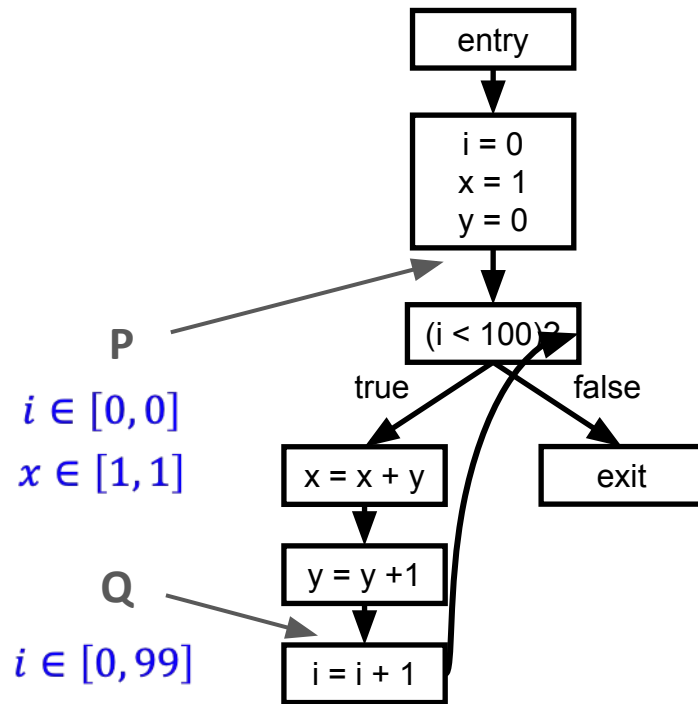 entry
i = 0
x = 1
y = 0
P
(i < 100)?
true
false
i ∈ [0, 0]
x ∈ [1, 1]
x = x + y
exit
y = y +1
Q
i ∈ [0, 99]
i = i + 1